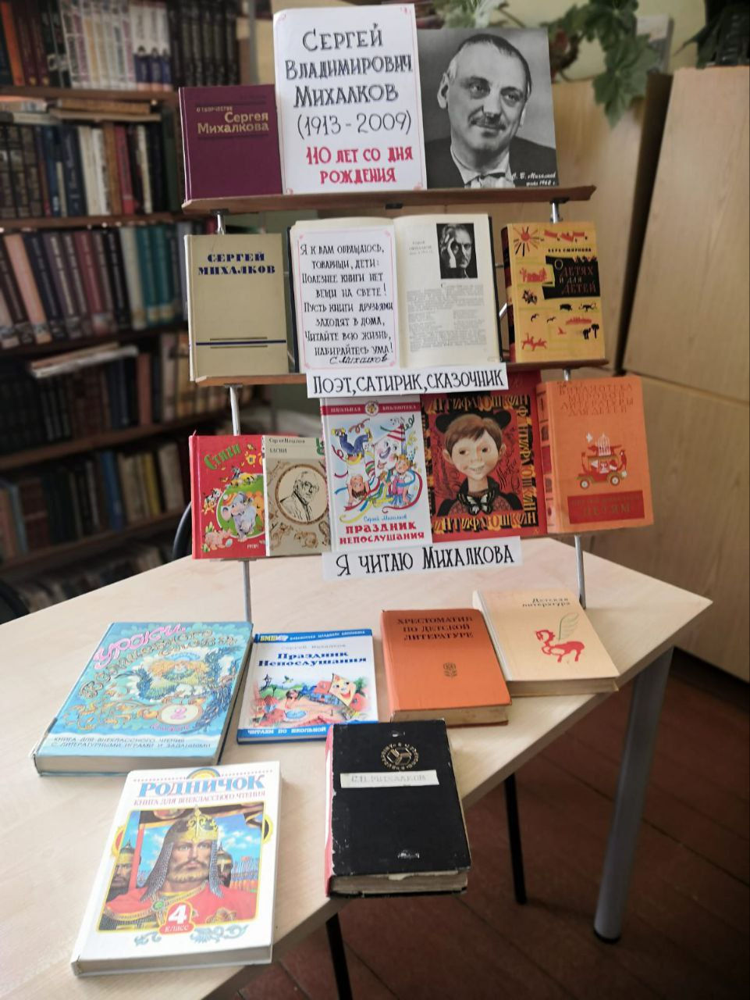 СЕРГЕЙ
ВЛАДИМИРОВИЧ
МИХАЛКОВ
(1913 - 2009)
110 ЛЕТ СО ДНЯ
РОЖДЕНИЯ
О ТВОРЧЕСТВЕ
Сергея
Михалкова
С. В. Михалков
СЕРГЕЙ
МИХАЛКОВ
Я К ВАМ ОБРАЩАЮСЬ,
ТОВАРИЩИ, ДЕТИ:
ПОЛЕЗНЕЕ КНИГИ НЕТ
ВЕЩИ НА СВЕТЕ!
ПУСТЬ КНИГИ ДРУЗЬЯМИ
ЗАХОДЯТ В ДОМА,
ЧИТАЙТЕ ВСЮ ЖИЗНЬ,
НАБИРАЙТЕСЬ УМА!
С. Михалков
ВЕРА СМИРНОВА
О
ДЕТЯХ
И ДЛЯ
ДЕТЕЙ
ПОЭТ, САТИРИК, СКАЗОЧНИК
Стихи
Сергей Михалков
БАСНИ
ШКОЛЬНАЯ БИБЛИОТЕКА
Сергей Михалков
ПРАЗДНИК
НЕПОСЛУШАНИЯ
БИБЛИОТЕКА
МИРОВОЙ
ЛИТЕРАТУРЫ
ДЛЯ ДЕТЕЙ
ДЕТЯМ
Я ЧИТАЮ МИХАЛКОВА
УРОКИ
2
КНИГА ДЛЯ ВНЕКЛАССНОГО ЧТЕНИЯ
С ЛИТЕРАТУРНЫМИ ИГРАМИ И ЗАДАНИЯМИ
Сергей Михалков
Праздник
Непослушания
ЧИТАЕМ ПО ШКОЛЬНОЙ
ХРЕСТОМАТИЯ
ПО ДЕТСКОЙ
ЛИТЕРАТУРЕ
Детская
литература
РОДНИЧОК
КНИГА ДЛЯ ВНЕКЛАССНОГО ЧТЕНИЯ
4
КЛАСС
С.В. МИХАЛКОВ